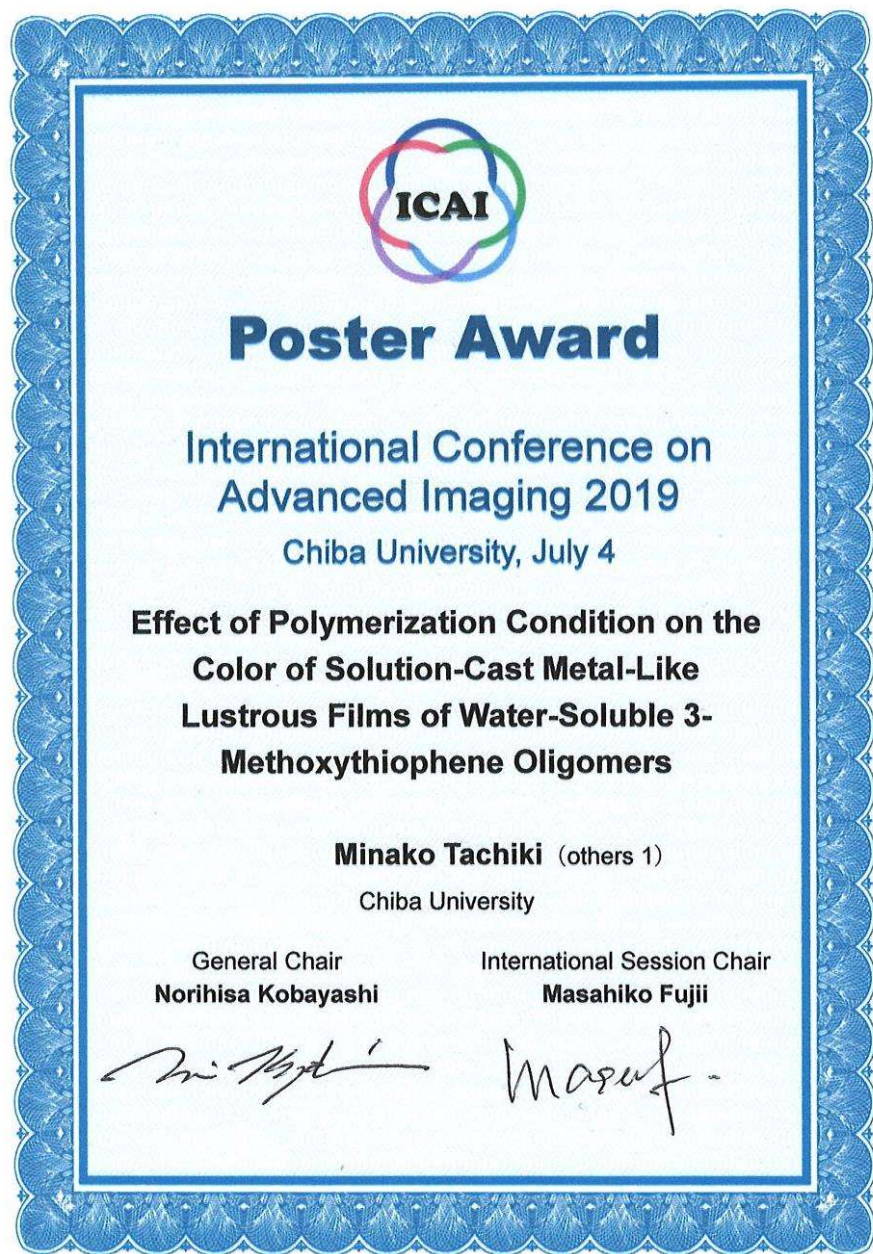 ICAI
Poster Award
International Conference on
Advanced Imaging 2019
Chiba University, July 4
Effect of Polymerization Condition on the
Color of Solution-Cast Metal-Like
Lustrous Films of Water-Soluble 3-
Methoxythiophene Oligomers
Minako Tachiki（others 1）
Chiba University
General Chair International Session Chair
Norihisa Kobayashi Masahiko Fujii